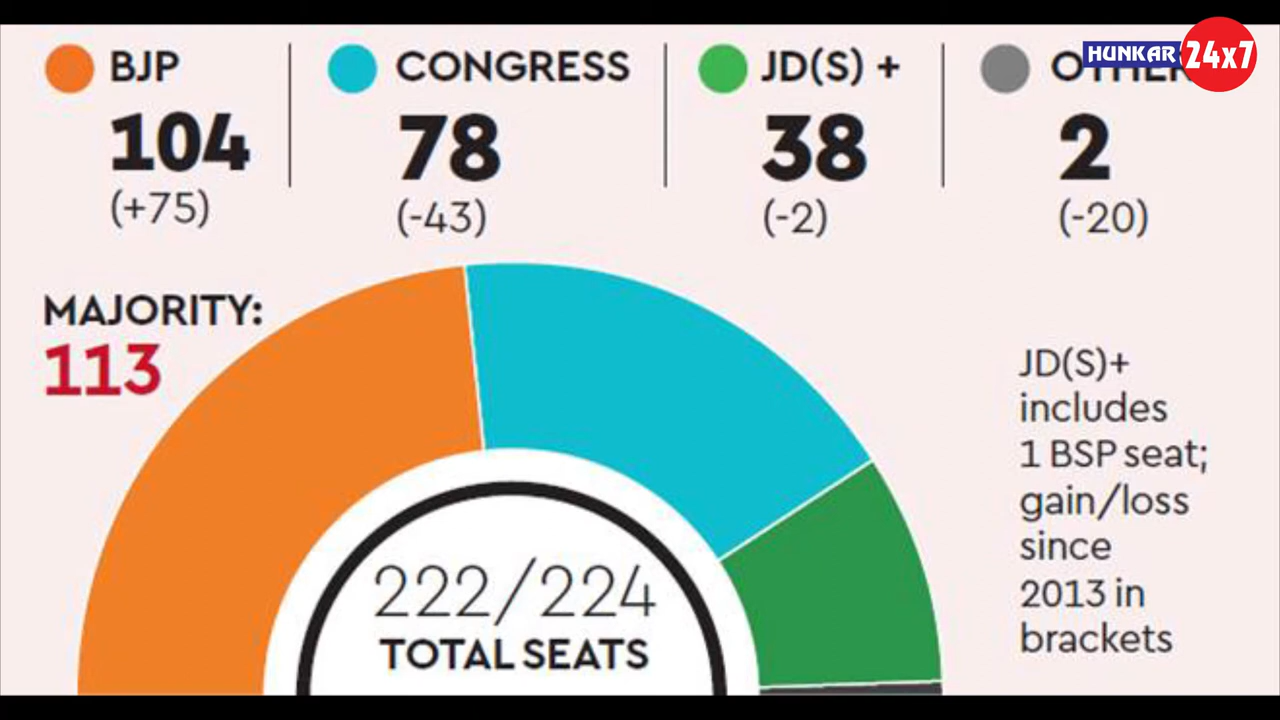 BJP
104
(+75)
CONGRESS
78
(-43)
JD(S) +
38
(-2)
2
(-20)
HUNKAR 24x7
MAJORITY:
113
JD(S)+
includes
1 BSP seat;
gain/loss
since
2013 in
brackets
222/224
TOTAL SEATS